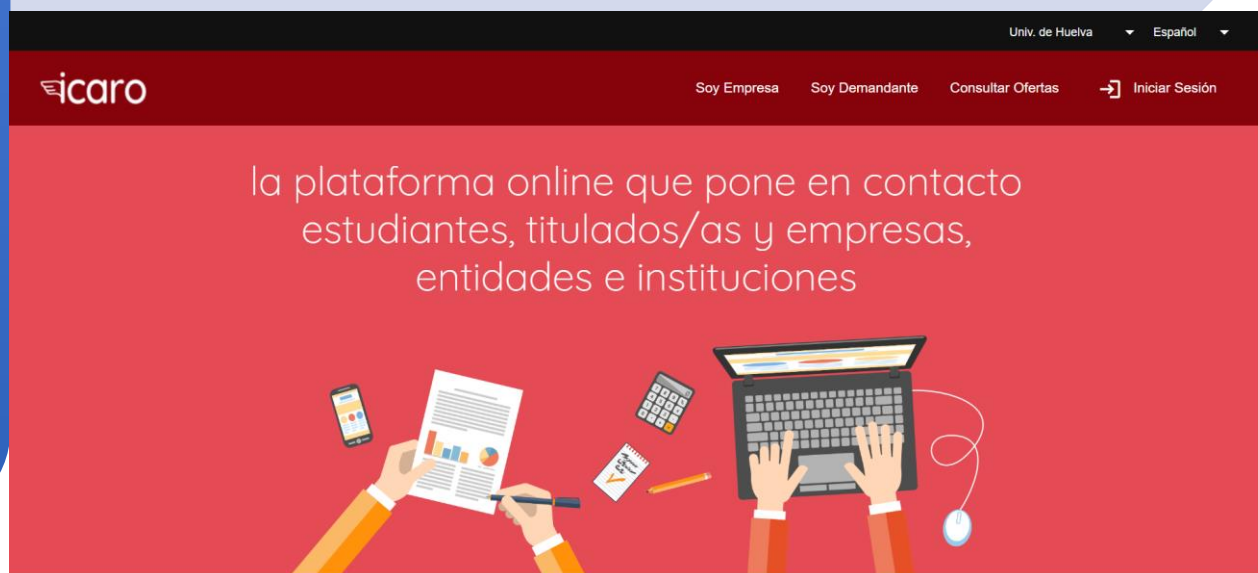 Univ. de Huelva Español
icaro
Soy Empresa Soy Demandante Consultar Ofertas Iniciar Sesión
la plataforma online que pone en contacto
estudiantes, titulados/as y empresas,
entidades e instituciones